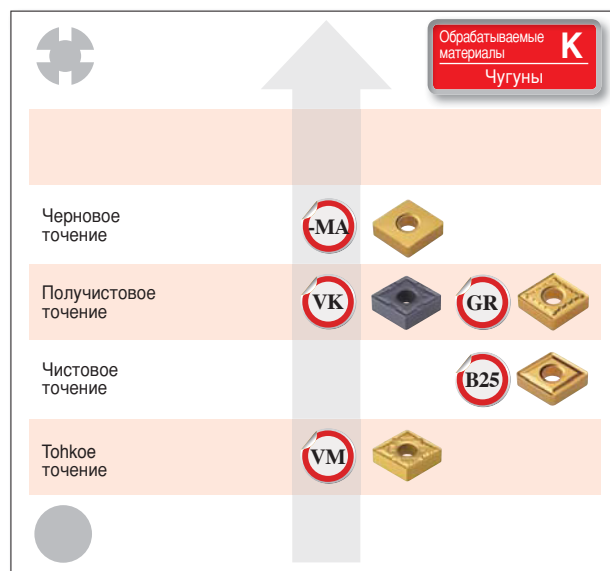 Обрабатываемые
материалы K
Чугуны
Черновое
точение
-MA
Получистовое
точение
VK GR
Чистовое
точение
B25
Tohkoe
точение
VM